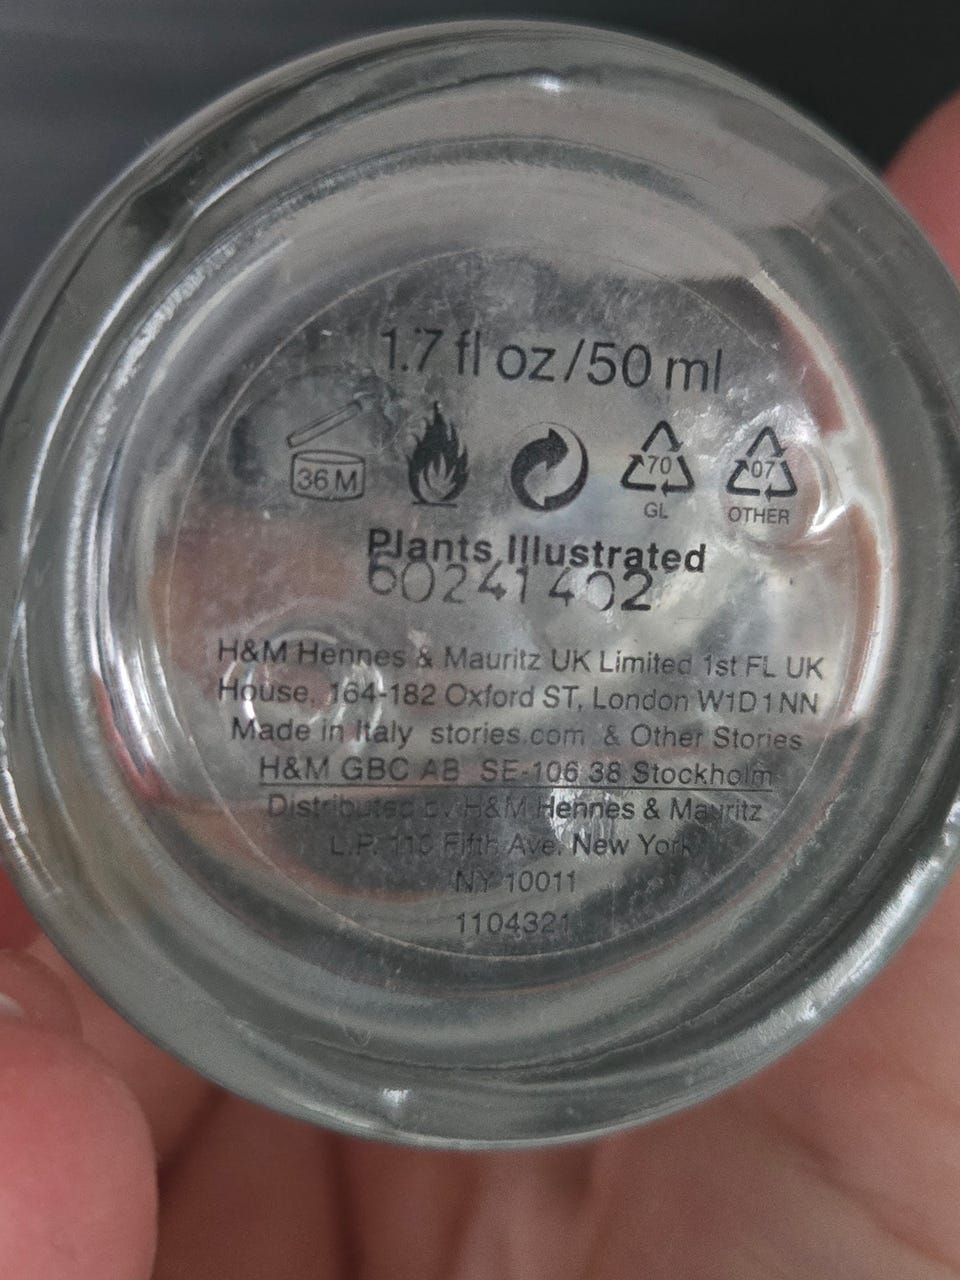 1.7 fl oz/50 ml
36 M
70
07
GL
OTHER
Plants Illustrated
60241402
H&M Hennes & Mauritz UK Limited 1st FL UK
House, 164-182 Oxford ST, London W1D 1NN
Made in Italy stories.com & Other Stories
H&M GBC AB SE-106 38 Stockholm
Distributed by H&M Hennes & Mauritz
L.P. 110 Fifth Ave. New York
NY 10011
1104321